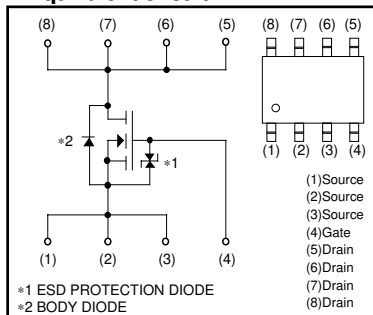 (8) (7) (6) (5)
(8) (7) (6) (5)
∗2
∗1
(1) (2) (3) (4)
(1) (2) (3) (4)
(1)Source
(2)Source
(3)Source
(4)Gate
(5)Drain
(6)Drain
(7)Drain
(8)Drain
∗1 ESD PROTECTION DIODE
∗2 BODY DIODE